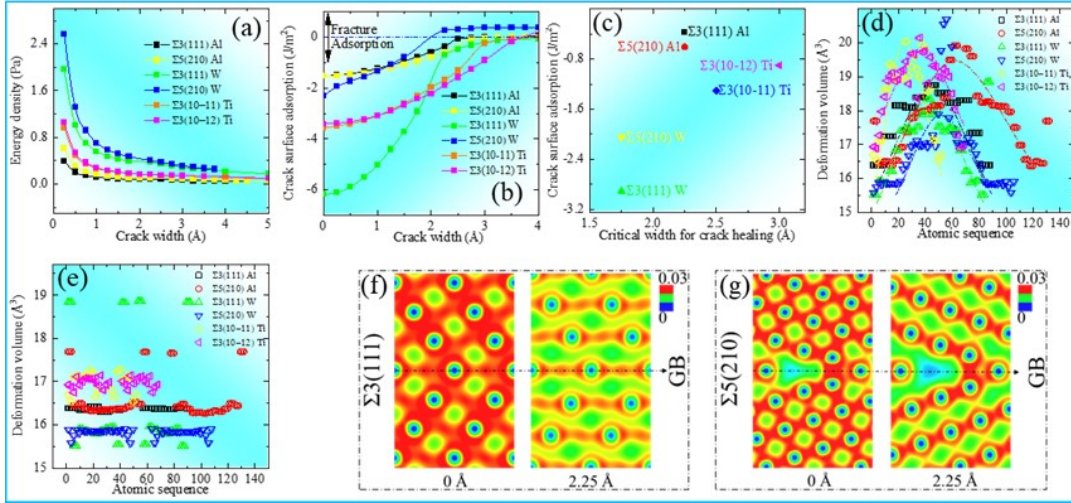 (a)
Energy density (Pa)
2.4
1.8
1.2
0.6
0.0
Σ3(111) Al
Σ5(210) Al
Σ3(111) W
Σ5(210) W
Σ3(10−11) Ti
Σ3(10−12) Ti
0 1 2 3 4 5
Crack width (Å)
(b)
Crack surface adsorption (J/m²)
Fracture
Adsorption
0
-2
-4
-6
Σ3(111) Al
Σ5(210) Al
Σ3(111) W
Σ5(210) W
Σ3(10-11) Ti
Σ3(10-12) Ti
0 1 2 3 4
Crack width (Å)
(c)
Crack surface adsorption (J/m²)
0.0
-0.8
-1.6
-2.4
-3.2
Σ3(111) Al
Σ5(210) Al
Σ3(10-12) Ti
Σ3(10-11) Ti
Σ5(210) W
Σ3(111) W
2.0 2.5 3.0
Critical width for crack healing (Å)
(d)
Deformation volume (Å³)
21
20
19
18
17
16
15
Σ3(111) Al
Σ5(210) Al
Σ3(111) W
Σ5(210) W
Σ3(10−11) Ti,
Σ3(10-12) Ti
0 30 60 90 120 150
Atomic sequence
(e)
Deformation volume (Å³)
19
18
17
16
15
Σ3(111) Al
Σ5(210) Al
Σ3(111) W
Σ5(210) W
Σ3(10−11) Ti
Σ3(10-12) Ti
0 20 40 60 80 100 120 150
Atomic sequence
(f)
Σ3(111)
0.03
0
GB
0 Å
2.25 Å
(g)
Σ5(210)
0.03
0
GB
0 Å
2.25 Å